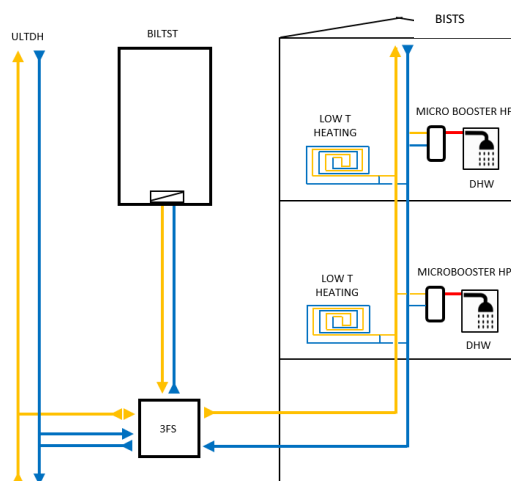 ULTDH
BILTST
BISTS
MICRO BOOSTER HP
LOW T
HEATING
DHW
MICROBOOSTER HP
LOW T
HEATING
DHW
3FS